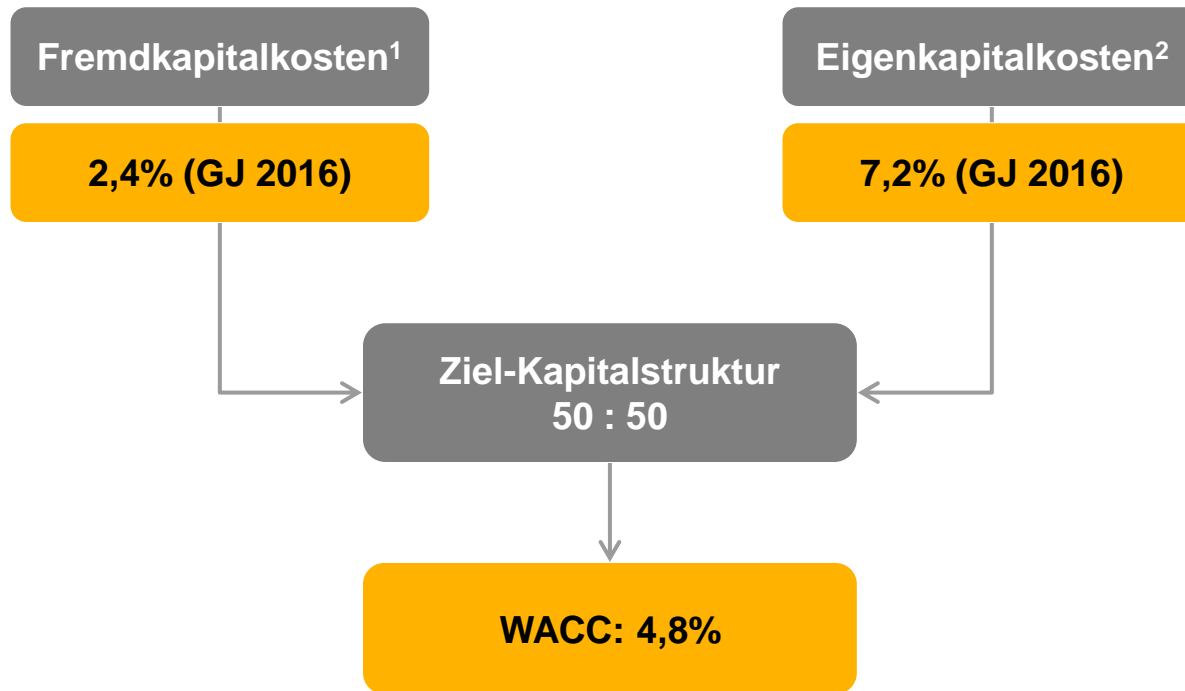 Fremdkapitalkosten¹
Eigenkapitalkosten²
2,4% (GJ 2016)
7,2% (GJ 2016)
Ziel-Kapitalstruktur
50 : 50
WACC: 4,8%